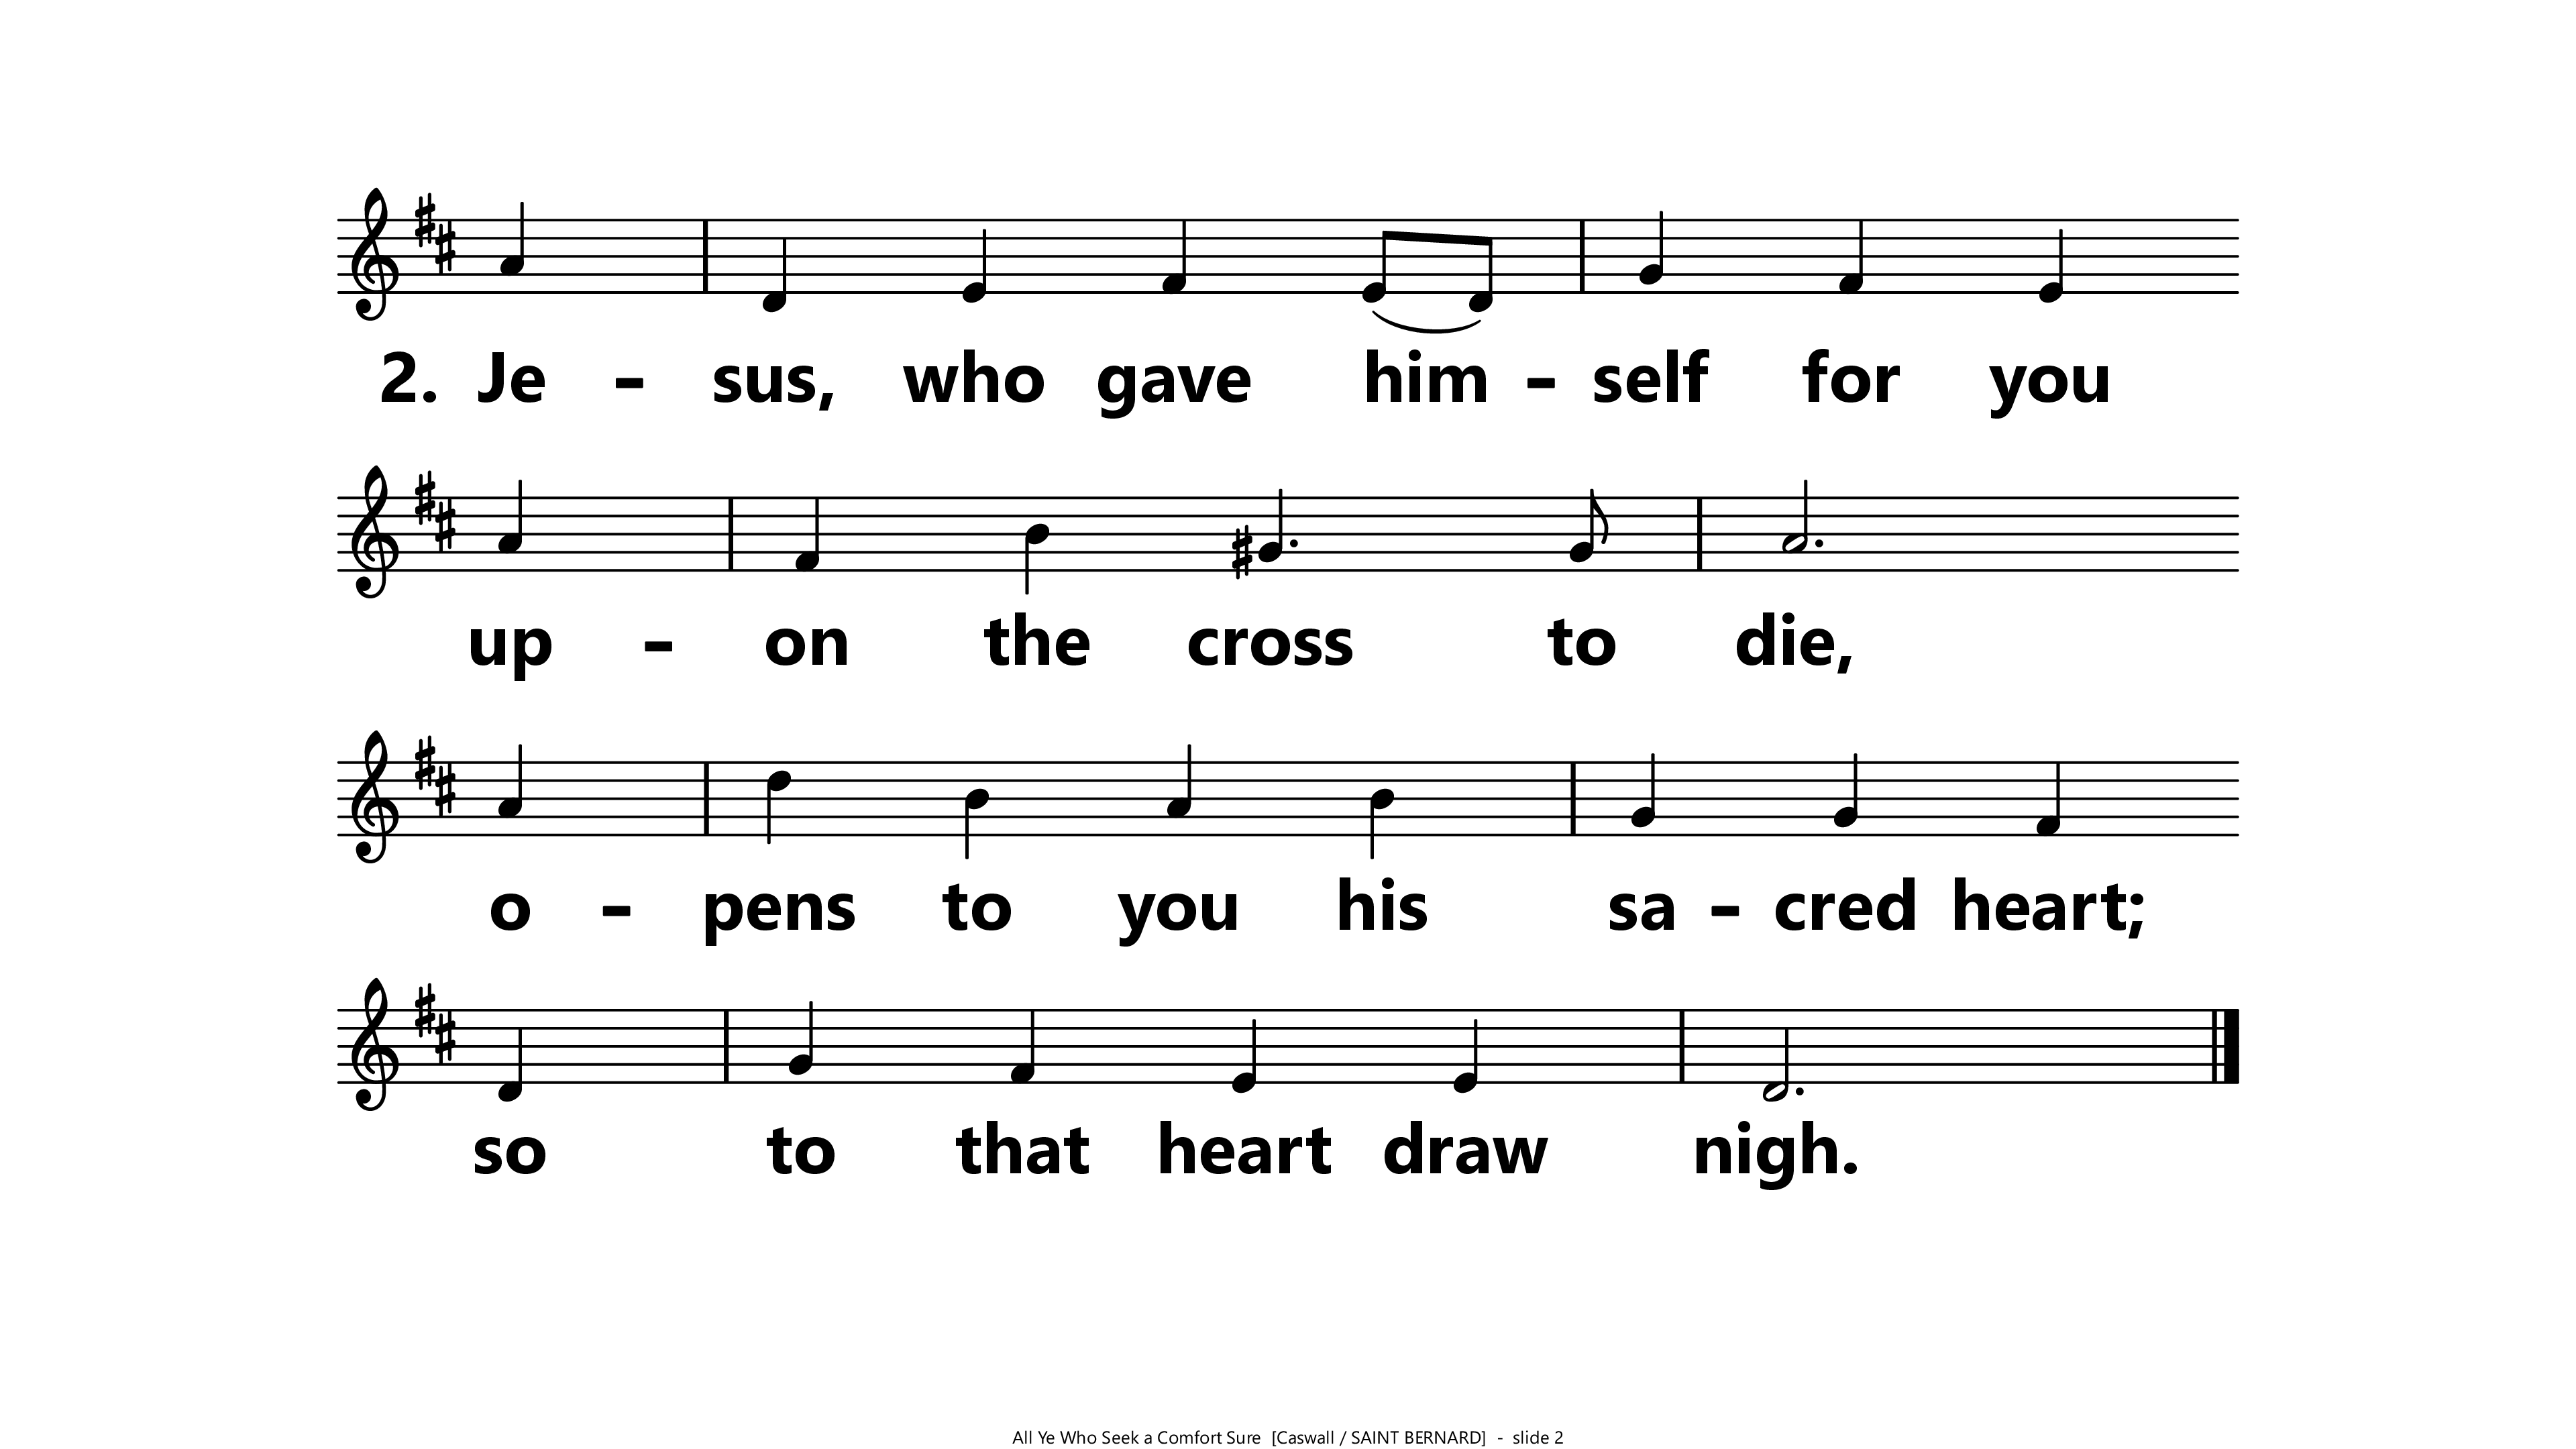 2. Je - sus, who gave him - self for you
up - on the cross to die,
o - pens to you his sa - cred heart;
so to that heart draw nigh.
All Ye Who Seek a Comfort Sure [Caswall / SAINT BERNARD] - slide 2